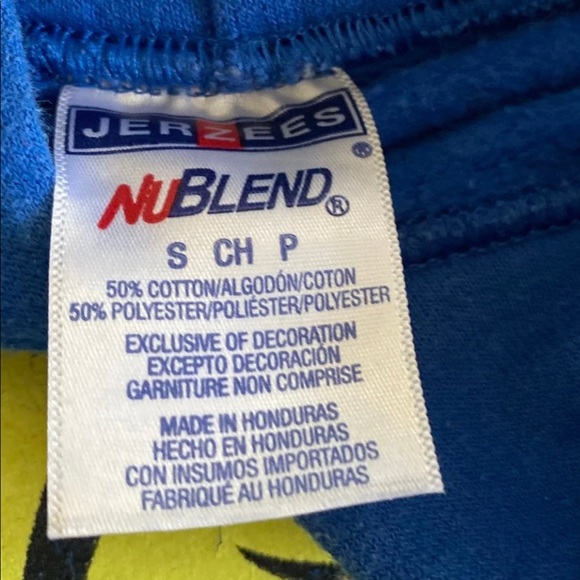 JERZEES
®
NUBLEND®
S CH P
50% COTTON/ALGODÓN/COTON
50% POLYESTER/POLIÉSTER/POLYESTER
EXCLUSIVE OF DECORATION
EXCEPTO DECORACIÓN
GARNITURE NON COMPRISE
MADE IN HONDURAS
HECHO EN HONDURAS
CON INSUMOS IMPORTADOS
FABRIQUÉ AU HONDURAS